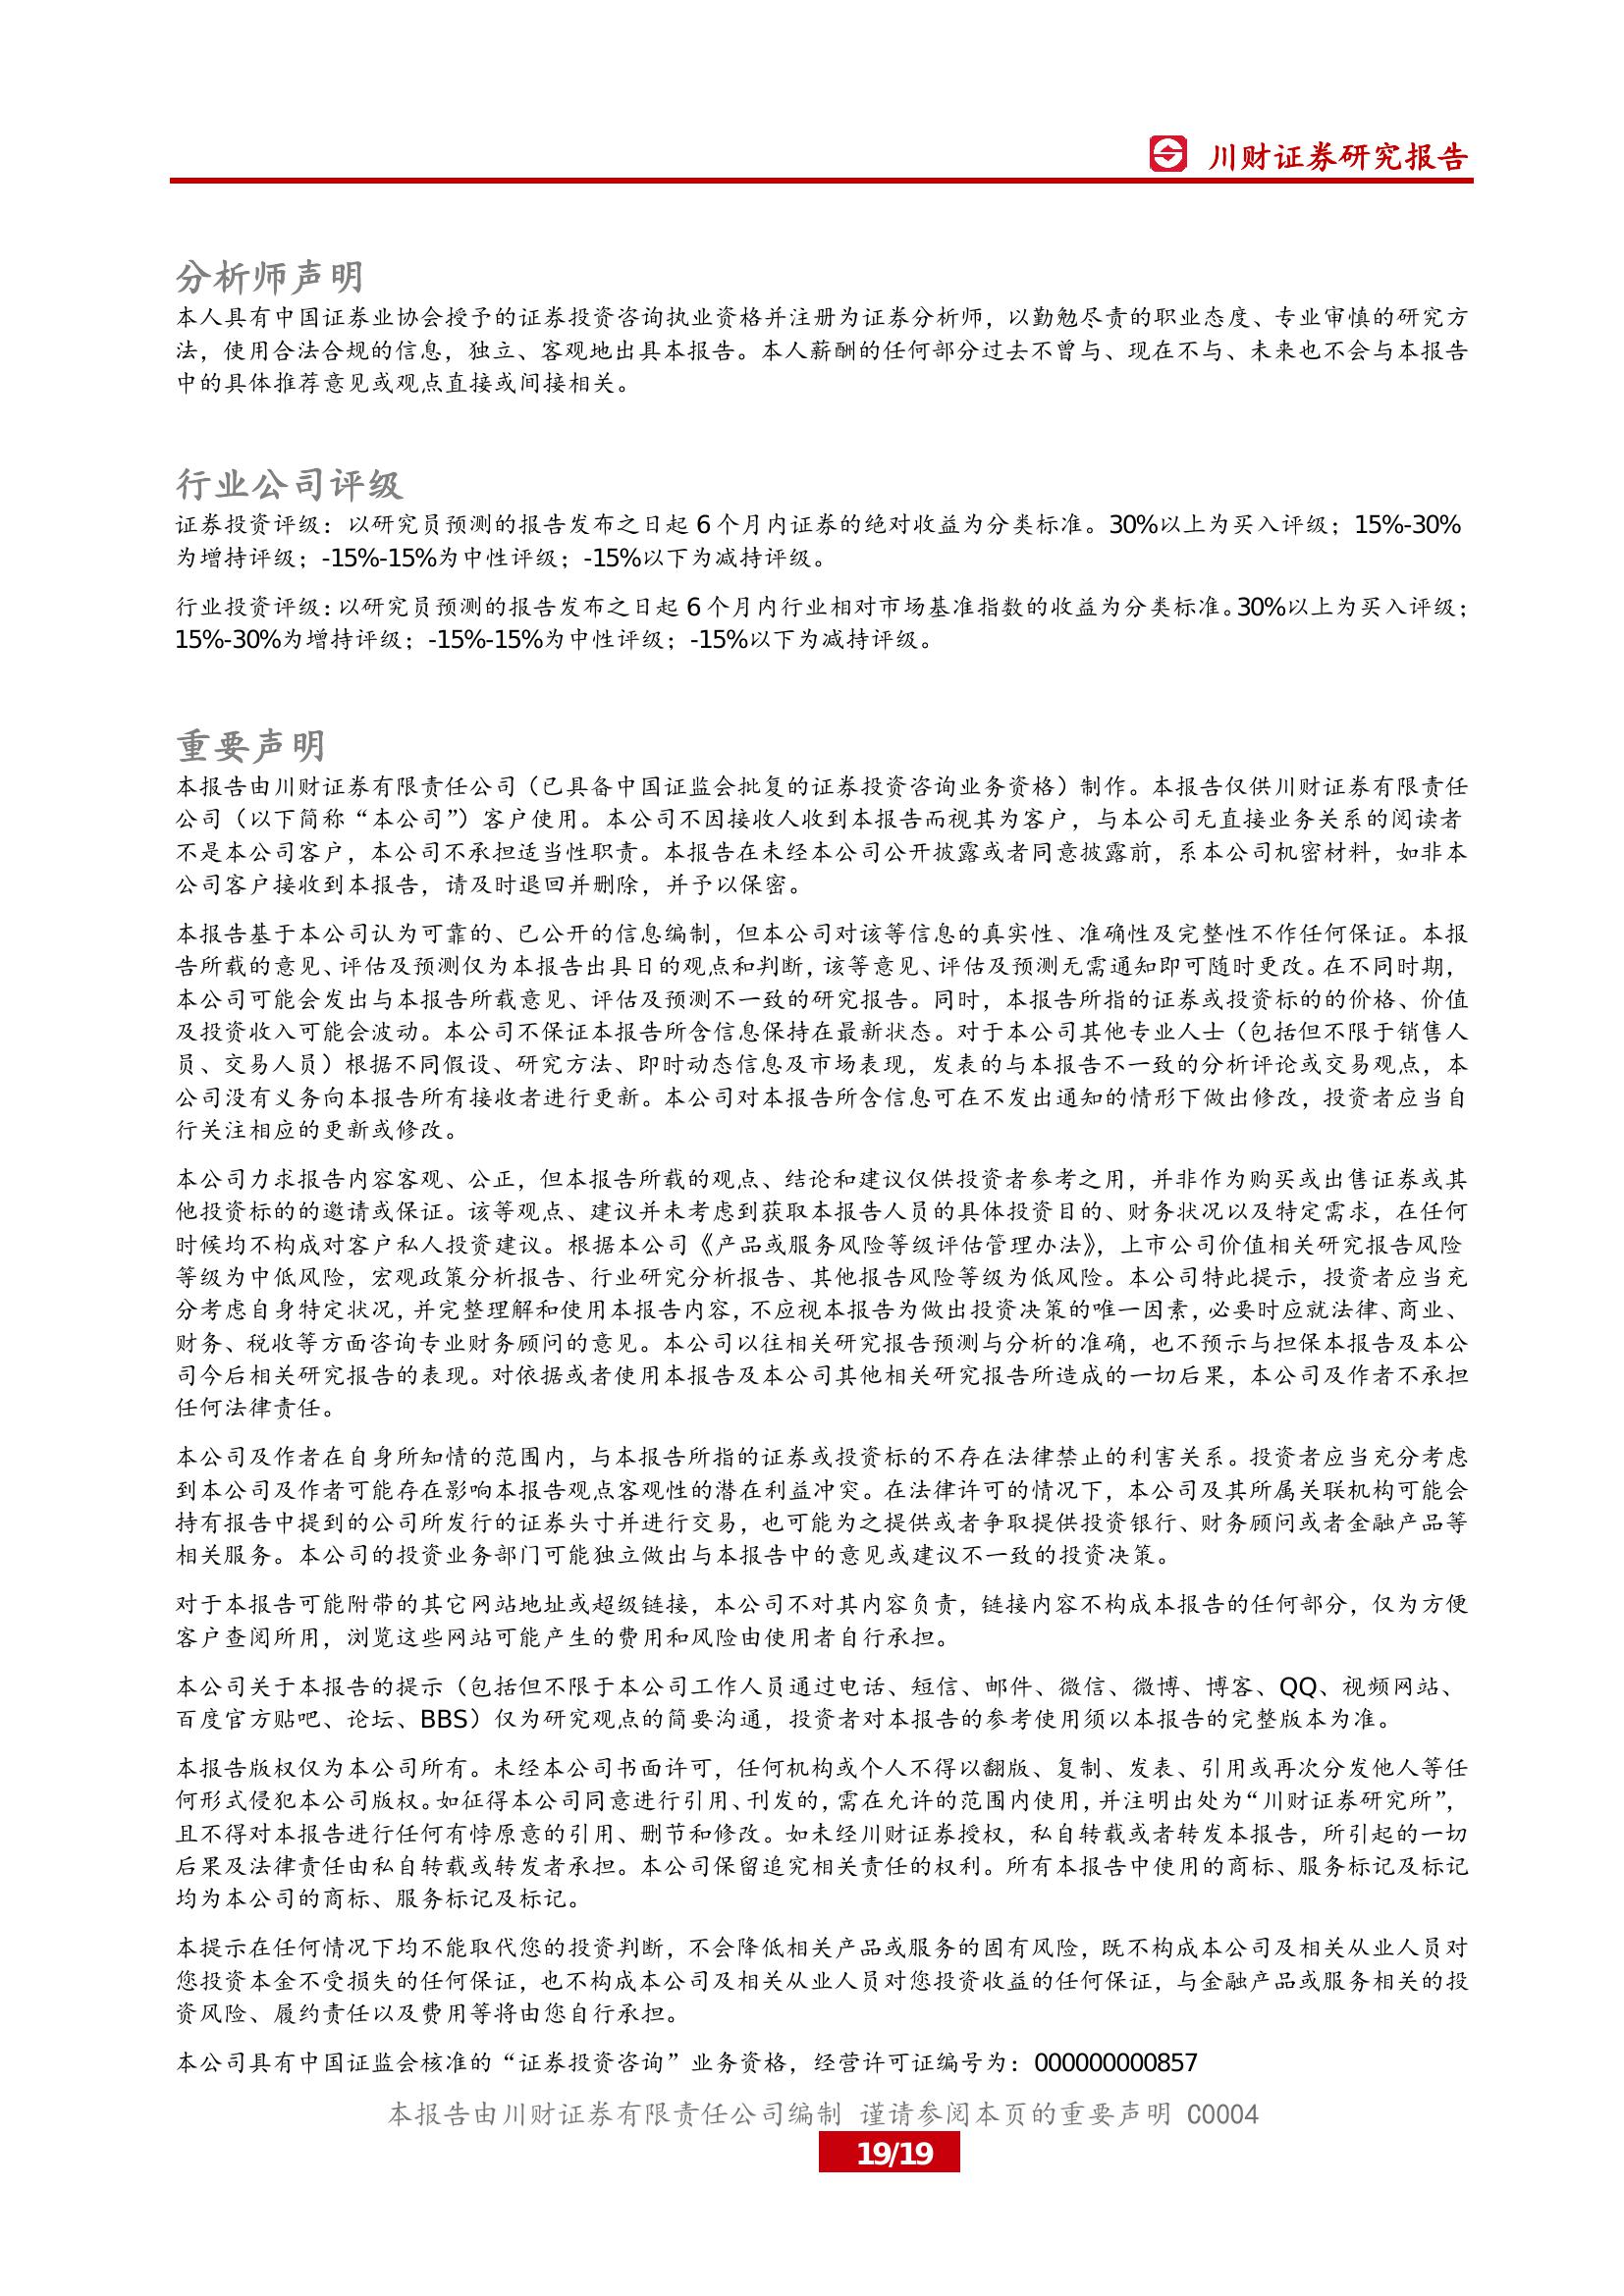 川财证券研究报告
分析师声明
本人具有中国证券业协会授予的证券投资咨询执业资格并注册为证券分析师，以勤勉尽责的职业态度、专业审慎的研究方
法，使用合法合规的信息，独立、客观地出具本报告。本人薪酬的任何部分过去不曾与、现在不与、未来也不会与本报告
中的具体推荐意见或观点直接或间接相关。
行业公司评级
证券投资评级：以研究员预测的报告发布之日起 6 个月内证券的绝对收益为分类标准。30%以上为买入评级；15%-30%
为增持评级；-15%-15%为中性评级；-15%以下为减持评级。
行业投资评级：以研究员预测的报告发布之日起 6 个月内行业相对市场基准指数的收益为分类标准。30%以上为买入评级；
15%-30%为增持评级；-15%-15%为中性评级；-15%以下为减持评级。
重要声明
本报告由川财证券有限责任公司（已具备中国证监会批复的证券投资咨询业务资格）制作。本报告仅供川财证券有限责任
公司（以下简称“本公司”）客户使用。本公司不因接收人收到本报告而视其为客户，与本公司无直接业务关系的阅读者
不是本公司客户，本公司不承担适当性职责。本报告在未经本公司公开披露或者同意披露前，系本公司机密材料，如非本
公司客户接收到本报告，请及时退回并删除，并予以保密。
本报告基于本公司认为可靠的、已公开的信息编制，但本公司对该等信息的真实性、准确性及完整性不作任何保证。本报
告所载的意见、评估及预测仅为本报告出具日的观点和判断，该等意见、评估及预测无需通知即可随时更改。在不同时期，
本公司可能会发出与本报告所载意见、评估及预测不一致的研究报告。同时，本报告所指的证券或投资标的的价格、价值
及投资收入可能会波动。本公司不保证本报告所含信息保持在最新状态。对于本公司其他专业人士（包括但不限于销售人
员、交易人员）根据不同假设、研究方法、即时动态信息及市场表现，发表的与本报告不一致的分析评论或交易观点，本
公司没有义务向本报告所有接收者进行更新。本公司对本报告所含信息可在不发出通知的情形下做出修改，投资者应当自
行关注相应的更新或修改。
本公司力求报告内容客观、公正，但本报告所载的观点、结论和建议仅供投资者参考之用，并非作为购买或出售证券或其
他投资标的的邀请或保证。该等观点、建议并未考虑到获取本报告人员的具体投资目的、财务状况以及特定需求，在任何
时候均不构成对客户私人投资建议。根据本公司《产品或服务风险等级评估管理办法》，上市公司价值相关研究报告风险
等级为中低风险，宏观政策分析报告、行业研究分析报告、其他报告风险等级为低风险。本公司特此提示，投资者应当充
分考虑自身特定状况，并完整理解和使用本报告内容，不应视本报告为做出投资决策的唯一因素，必要时应就法律、商业、
财务、税收等方面咨询专业财务顾问的意见。本公司以往相关研究报告预测与分析的准确，也不预示与担保本报告及本公
司今后相关研究报告的表现。对依据或者使用本报告及本公司其他相关研究报告所造成的一切后果，本公司及作者不承担
任何法律责任。
本公司及作者在自身所知情的范围内，与本报告所指的证券或投资标的不存在法律禁止的利害关系。投资者应当充分考虑
到本公司及作者可能存在影响本报告观点客观性的潜在利益冲突。在法律许可的情况下，本公司及其所属关联机构可能会
持有报告中提到的公司所发行的证券头寸并进行交易，也可能为之提供或者争取提供投资银行、财务顾问或者金融产品等
相关服务。本公司的投资业务部门可能独立做出与本报告中的意见或建议不一致的投资决策。
对于本报告可能附带的其它网站地址或超级链接，本公司不对其内容负责，链接内容不构成本报告的任何部分，仅为方便
客户查阅所用，浏览这些网站可能产生的费用和风险由使用者自行承担。
本公司关于本报告的提示（包括但不限于本公司工作人员通过电话、短信、邮件、微信、微博、博客、QQ、视频网站、
百度官方贴吧、论坛、BBS）仅为研究观点的简要沟通，投资者对本报告的参考使用须以本报告的完整版本为准。
本报告版权仅为本公司所有。未经本公司书面许可，任何机构或个人不得以翻版、复制、发表、引用或再次分发他人等任
何形式侵犯本公司版权。如征得本公司同意进行引用、刊发的，需在允许的范围内使用，并注明出处为“川财证券研究所”，
且不得对本报告进行任何有悖原意的引用、删节和修改。如未经川财证券授权，私自转载或者转发本报告，所引起的一切
后果及法律责任由私自转载或转发者承担。本公司保留追究相关责任的权利。所有本报告中使用的商标、服务标记及标记
均为本公司的商标、服务标记及标记。
本提示在任何情况下均不能取代您的投资判断，不会降低相关产品或服务的固有风险，既不构成本公司及相关从业人员对
您投资本金不受损失的任何保证，也不构成本公司及相关从业人员对您投资收益的任何保证，与金融产品或服务相关的投
资风险、履约责任以及费用等将由您自行承担。
本公司具有中国证监会核准的“证券投资咨询”业务资格，经营许可证编号为：000000000857
本报告由川财证券有限责任公司编制 谨请参阅本页的重要声明 C0004
19/19